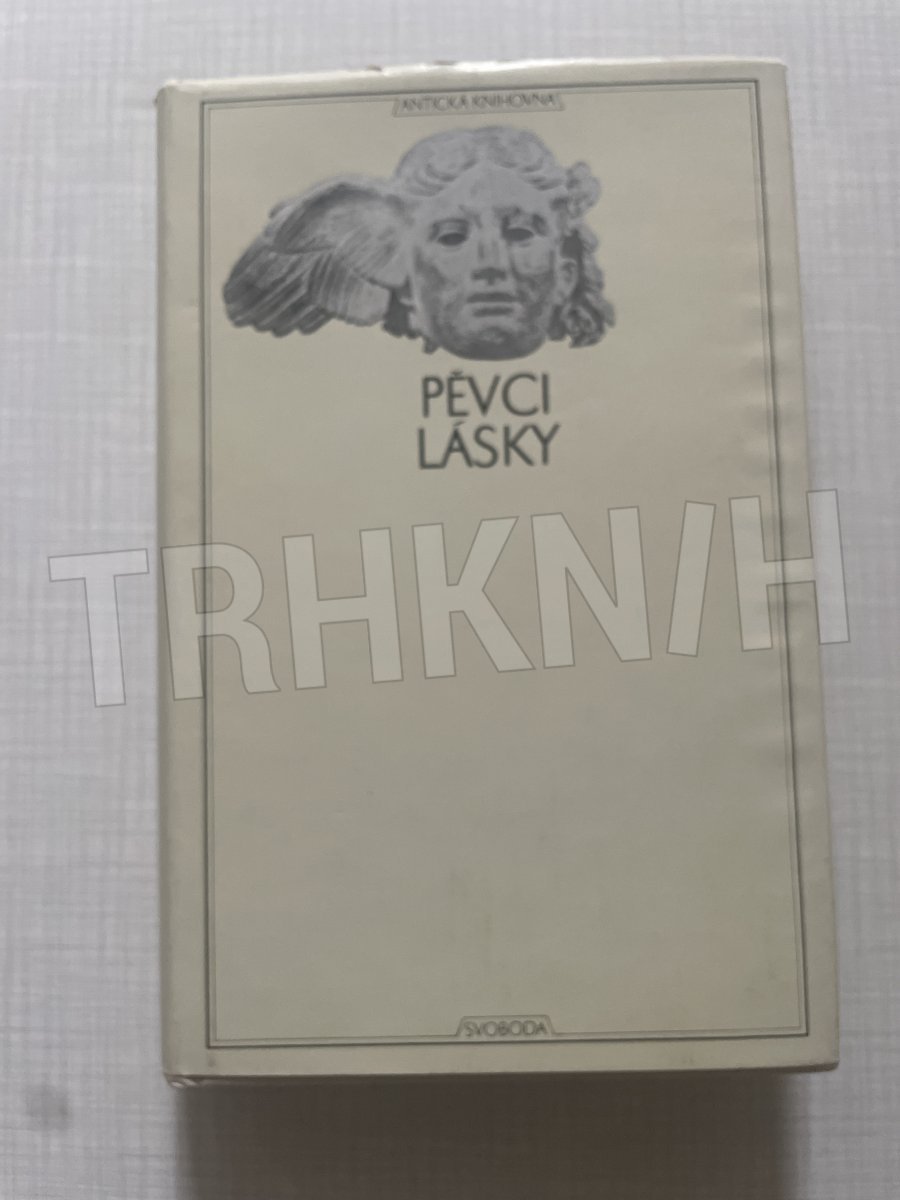 ANTICKÁ KNIHOVNA
PĚVCI
LÁSKY
TRHKNIH
SVOBODA